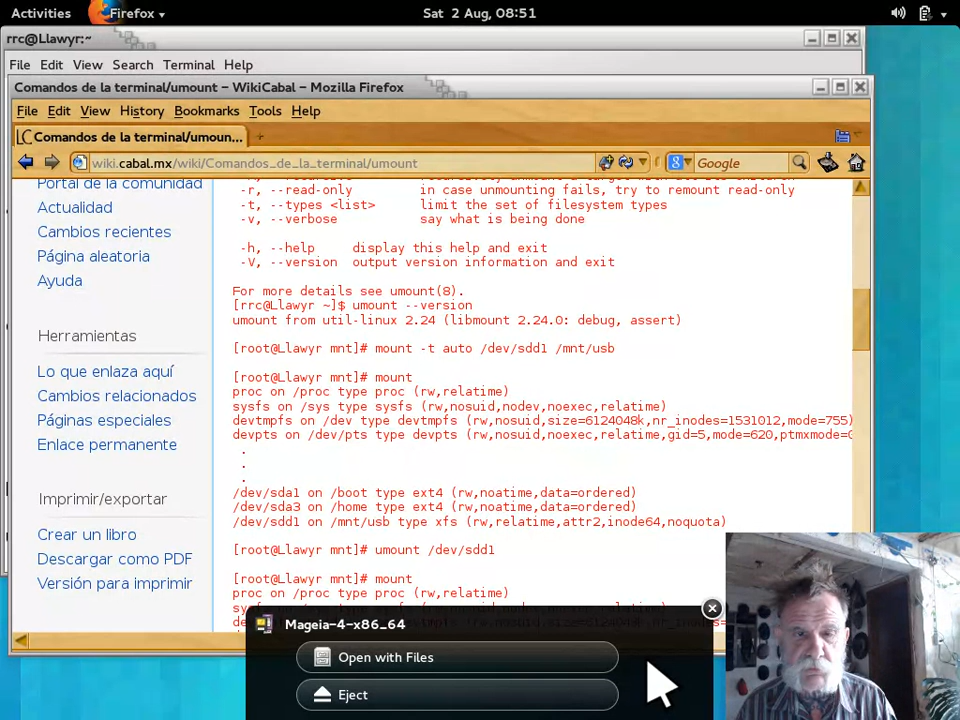 Activities Firefox Sat 2 Aug, 08:51
rrc@Llawyr:~
File Edit View Search Terminal Help
Comandos de la terminal/umount – WikiCabal – Mozilla Firefox
File Edit View History Bookmarks Tools Help
Comandos de la terminal/umoun...
wiki.cabal.mx/wiki/Comandos_de_la_terminal/umount Google
Portal de la comunidad
Actualidad
Cambios recientes
Página aleatoria
Ayuda
Herramientas
Lo que enlaza aquí
Cambios relacionados
Páginas especiales
Enlace permanente
Imprimir/exportar
Crear un libro
Descargar como PDF
Versión para imprimir
-r, --read-only in case unmounting fails, try to remount read-only
-t, --types <list> limit the set of filesystem types
-v, --verbose say what is being done
-h, --help display this help and exit
-V, --version output version information and exit
For more details see umount(8).
[rrc@Llawyr ~]$ umount --version
umount from util-linux 2.24 (libmount 2.24.0: debug, assert)
[root@Llawyr mnt]# mount -t auto /dev/sdd1 /mnt/usb
[root@Llawyr mnt]# mount
proc on /proc type proc (rw,relatime)
sysfs on /sys type sysfs (rw,nosuid,nodev,noexec,relatime)
devtmpfs on /dev type devtmpfs (rw,nosuid,size=6124048k,nr_inodes=1531012,mode=755)
devpts on /dev/pts type devpts (rw,nosuid,noexec,relatime,gid=5,mode=620,ptmxmode=0
.
.
.
/dev/sda1 on /boot type ext4 (rw,noatime,data=ordered)
/dev/sda3 on /home type ext4 (rw,noatime,data=ordered)
/dev/sdd1 on /mnt/usb type xfs (rw,relatime,attr2,inode64,noquota)
[root@Llawyr mnt]# umount /dev/sdd1
[root@Llawyr mnt]# mount
proc on /proc type proc (rw,relatime)
Mageia-4-x86_64
Open with Files
Eject